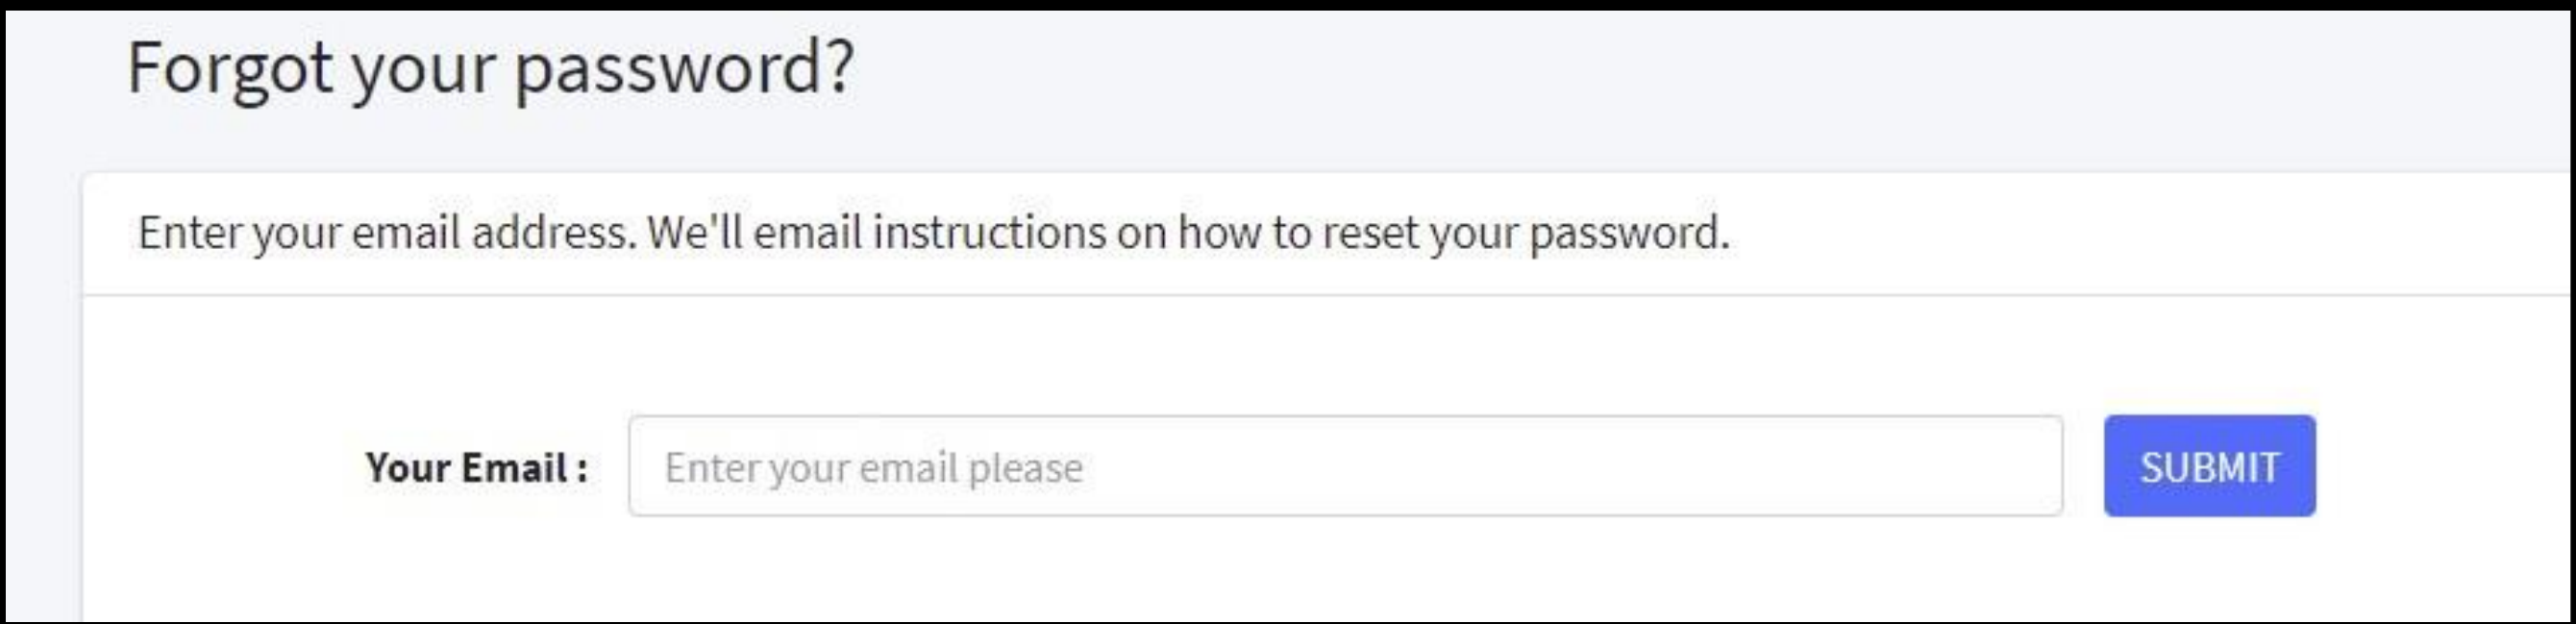 Forgot your password?
Enter your email address. We'll email instructions on how to reset your password.
Your Email : Enter your email please SUBMIT